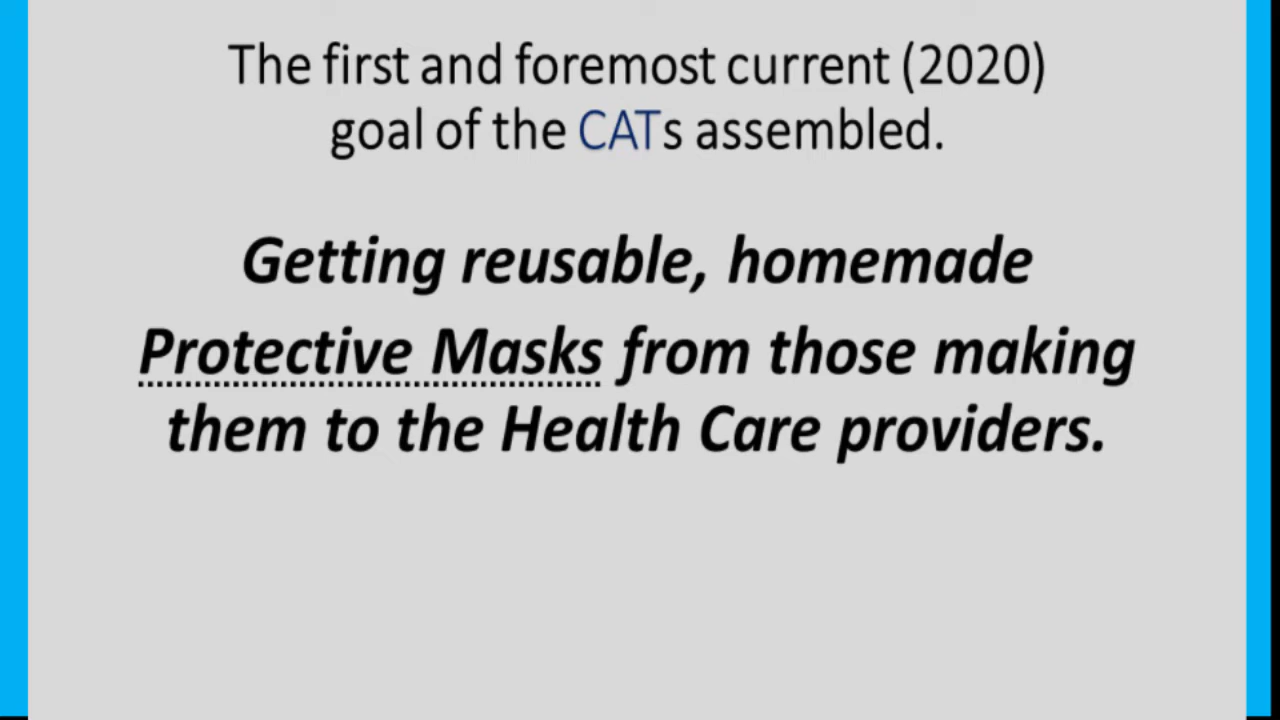 The first and foremost current (2020)
goal of the CATs assembled.
Getting reusable, homemade
Protective Masks from those making
them to the Health Care providers.